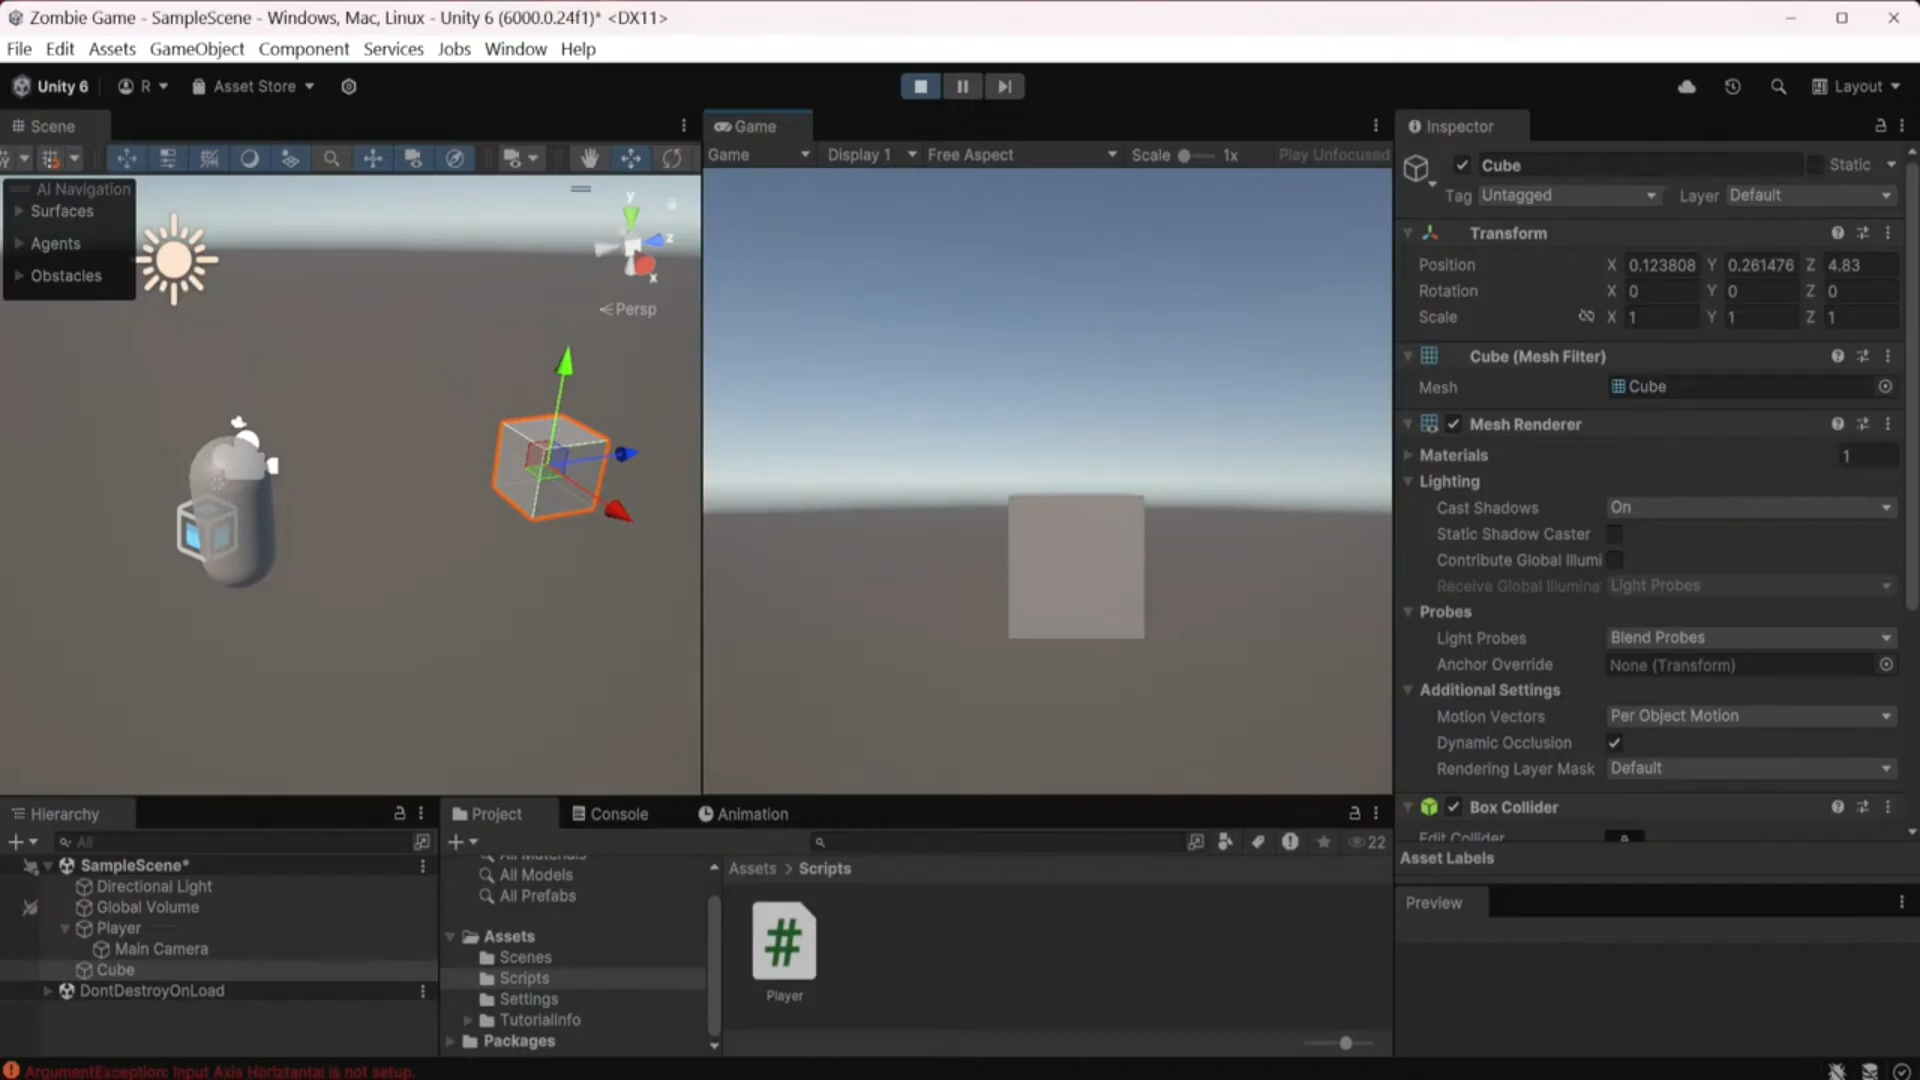 Zombie Game - SampleScene - Windows, Mac, Linux - Unity 6 (6000.0.24f1)* <DX11>
File Edit Assets GameObject Component Services Jobs Window Help
Unity 6 R Asset Store Layout
Scene
Game
Inspector
Game Display 1 Free Aspect Scale 1x Play Unfocused
AI Navigation
Surfaces
Agents
Obstacles
y
z
x
Persp
Cube Static
Tag Untagged Layer Default
Transform
Position X 0.123808 Y 0.261476 Z 4.83
Rotation X 0 Y 0 Z 0
Scale X 1 Y 1 Z 1
Cube (Mesh Filter)
Mesh Cube
Mesh Renderer
Materials 1
Lighting
Cast Shadows On
Static Shadow Caster
Contribute Global Illumi
Receive Global Illumina Light Probes
Probes
Light Probes Blend Probes
Anchor Override None (Transform)
Additional Settings
Motion Vectors Per Object Motion
Dynamic Occlusion
Rendering Layer Mask Default
Box Collider
Edit Collider
Asset Labels
Preview
Hierarchy
All
SampleScene*
Directional Light
Global Volume
Player
Main Camera
Cube
DontDestroyOnLoad
Project Console Animation
22
All Materials
All Models
All Prefabs
Assets
Scenes
Scripts
Settings
TutorialInfo
Packages
Assets > Scripts
#
Player
ArgumentException: Input Axis Horiztantal is not setup.